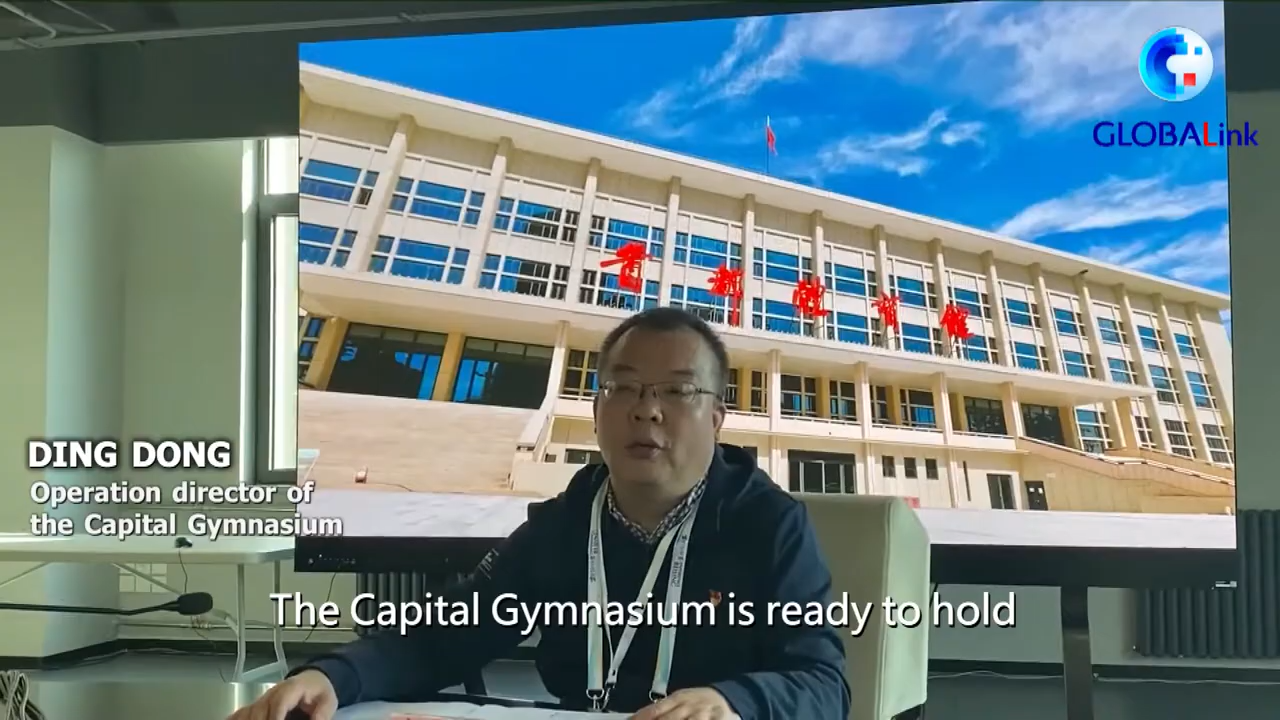 GLOBALink
首都体育馆
DING DONG
Operation director of
the Capital Gymnasium
The Capital Gymnasium is ready to hold